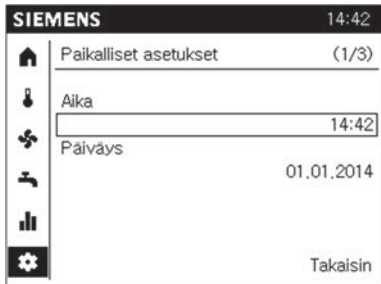 SIEMENS 14:42
Paikalliset asetukset (1/3)
Aika
14:42
Päiväys
01.01.2014
Takaisin